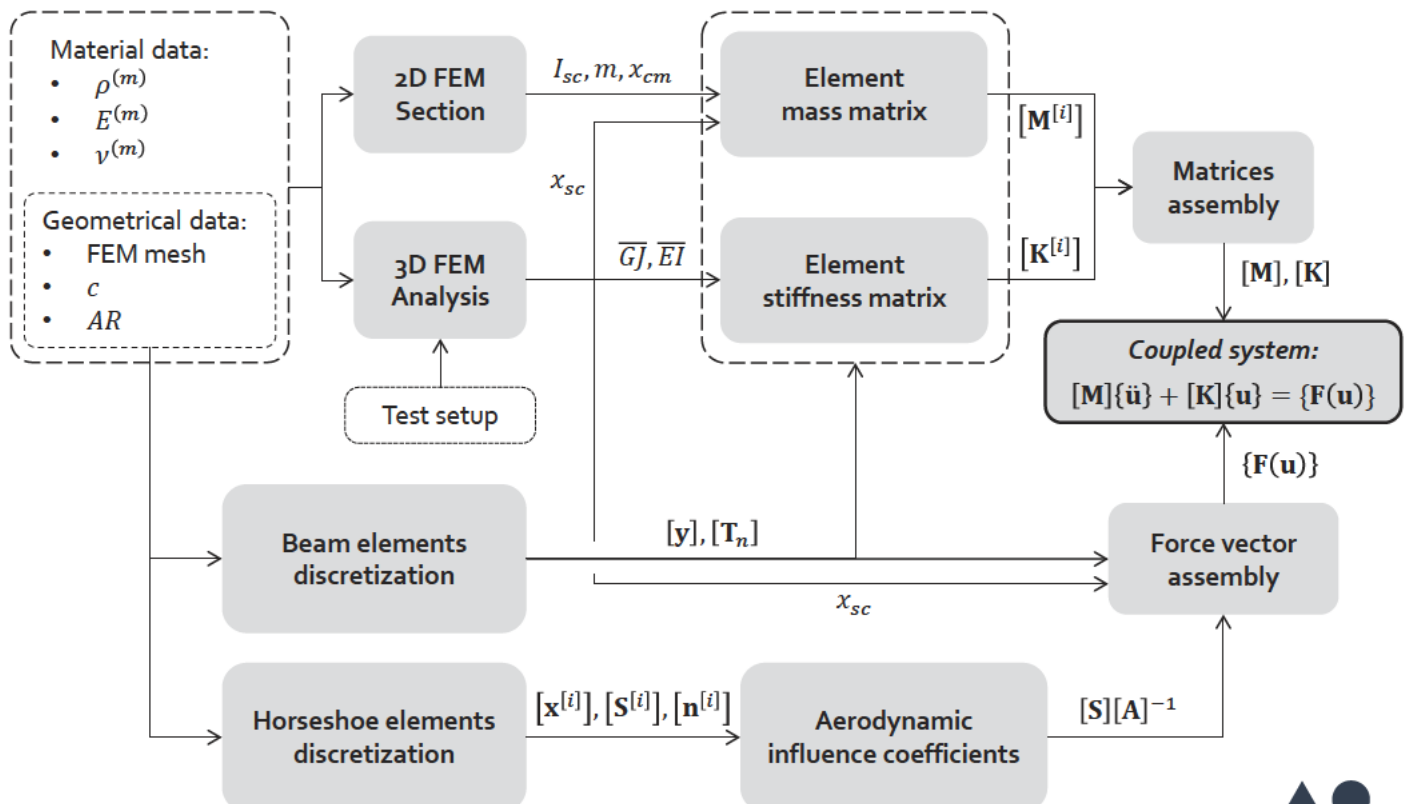 Material data:
• ρ^(m)
• E^(m)
• ν^(m)
Geometrical data:
• FEM mesh
• c
• AR
2D FEM
Section
3D FEM
Analysis
Test setup
I_sc, m, x_cm
x_sc
G̅J̅, E̅I̅
Element
mass matrix
Element
stiffness matrix
[M^[i]]
[K^[i]]
Matrices
assembly
[M], [K]
Coupled system:
[M]{ü} + [K]{u} = {F(u)}
{F(u)}
Beam elements
discretization
[y], [T_n]
x_sc
Force vector
assembly
Horseshoe elements
discretization
[x^[i]], [S^[i]], [n^[i]]
Aerodynamic
influence coefficients
[S][A]^−1